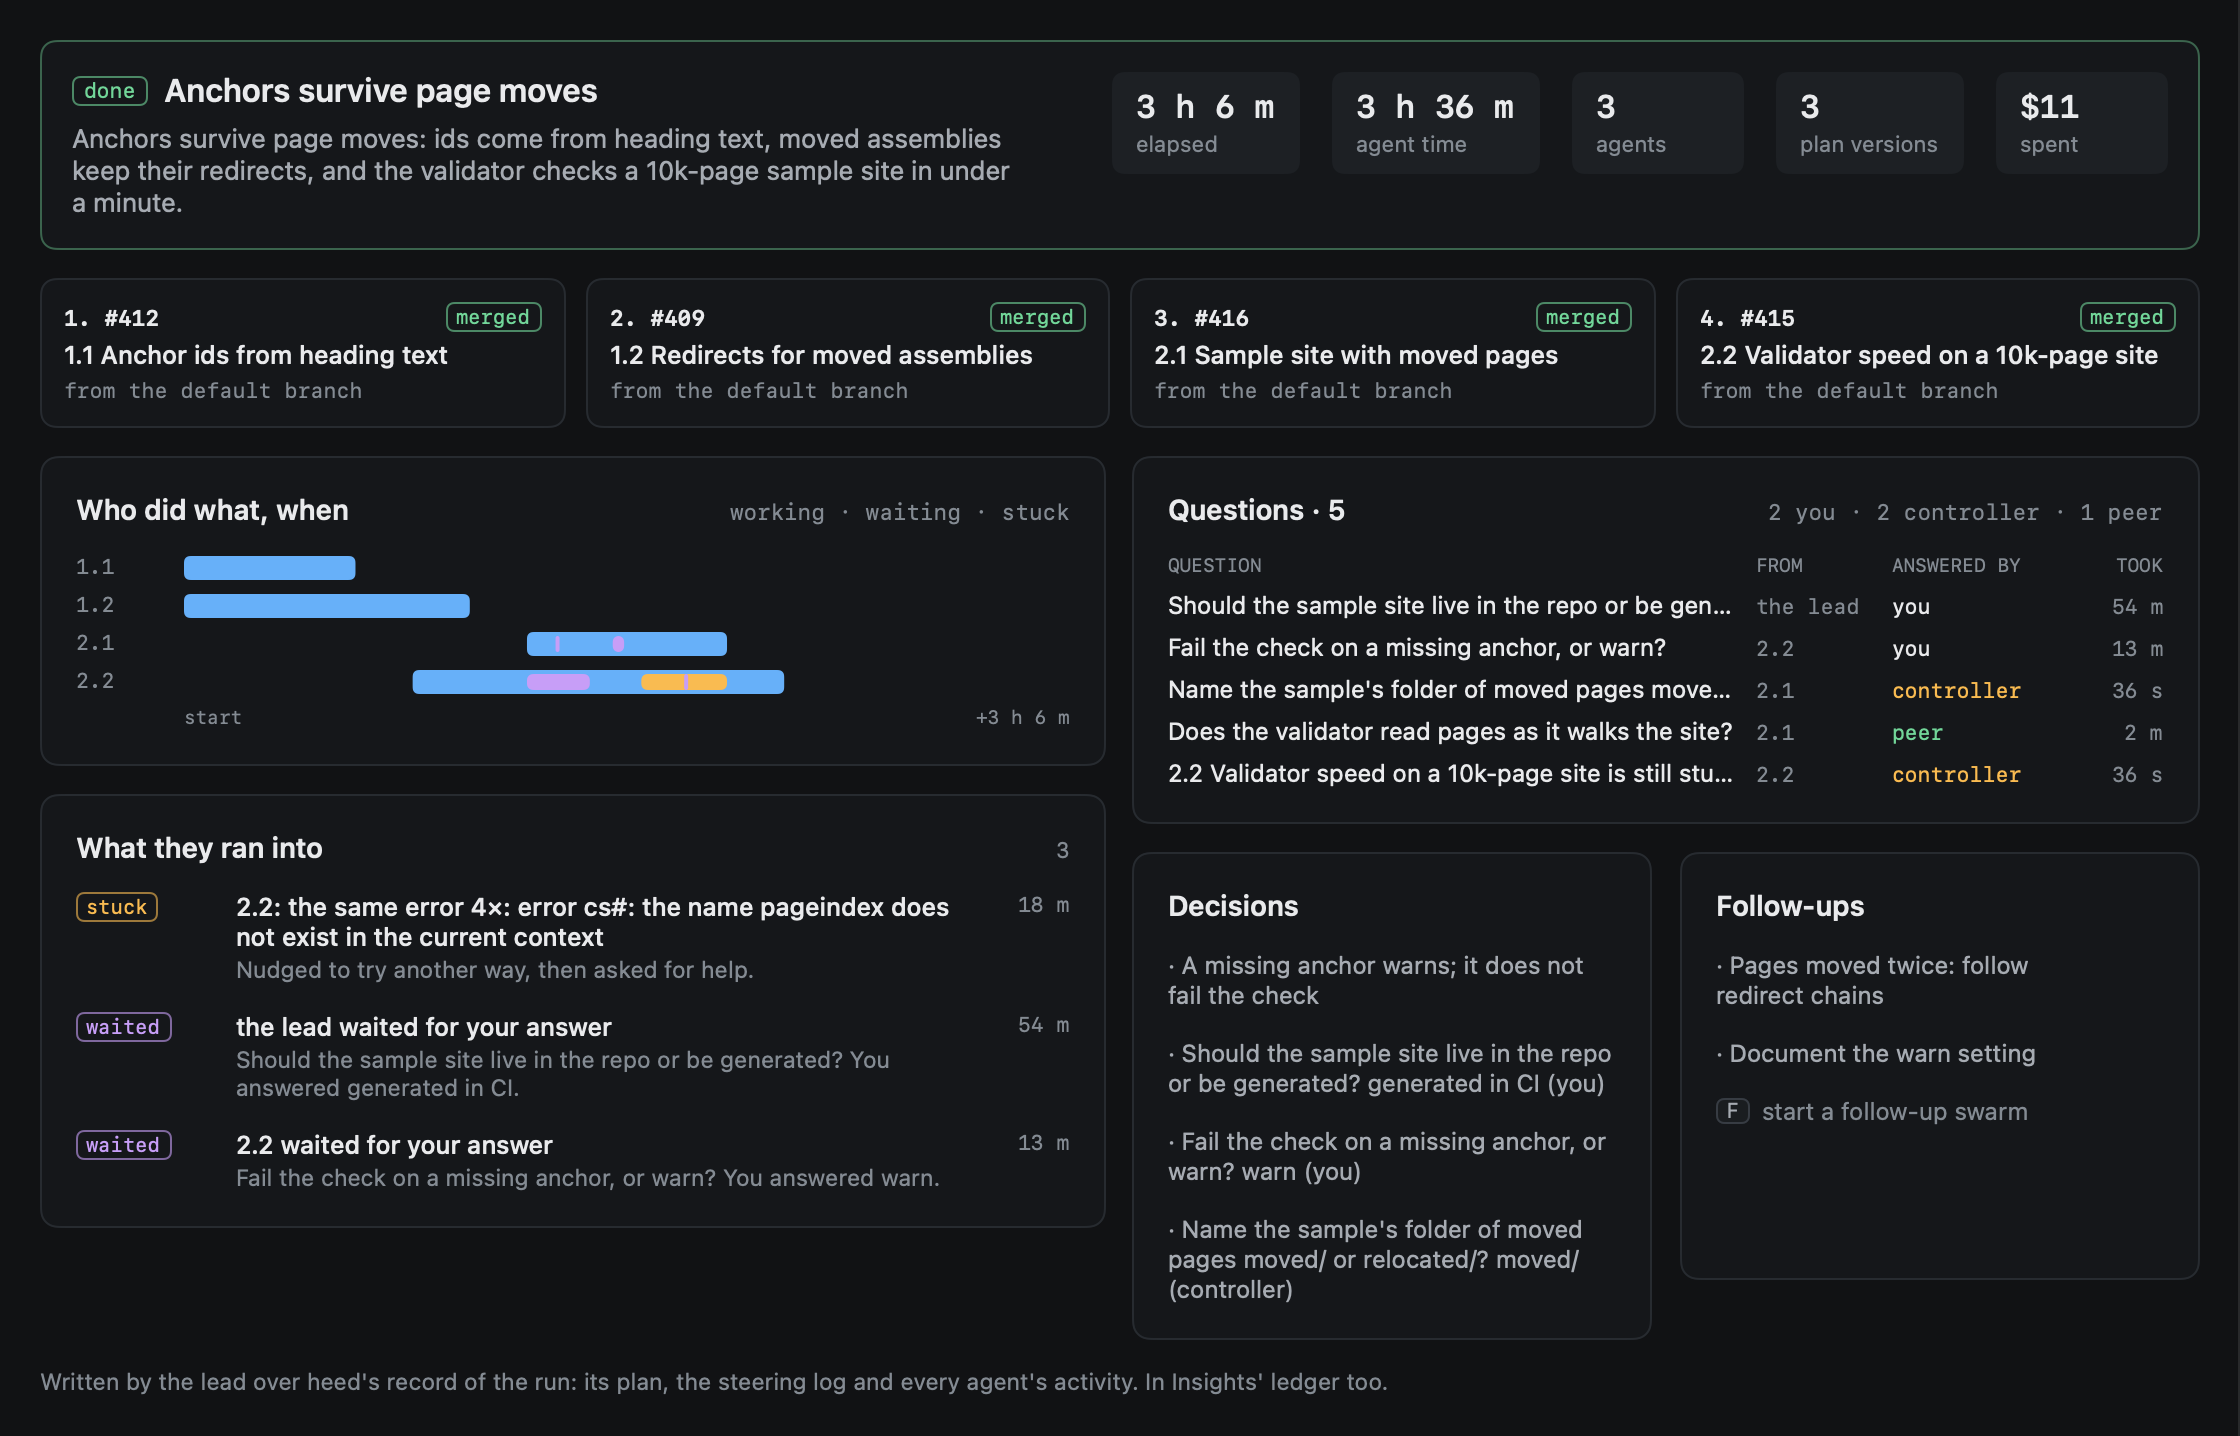 done Anchors survive page moves
Anchors survive page moves: ids come from heading text, moved assemblies
keep their redirects, and the validator checks a 10k-page sample site in under
a minute.
3 h 6 m
elapsed
3 h 36 m
agent time
3
agents
3
plan versions
$11
spent
1. #412 merged
1.1 Anchor ids from heading text
from the default branch
2. #409 merged
1.2 Redirects for moved assemblies
from the default branch
3. #416 merged
2.1 Sample site with moved pages
from the default branch
4. #415 merged
2.2 Validator speed on a 10k-page site
from the default branch
Who did what, when working · waiting · stuck
1.1
1.2
2.1
2.2
start +3 h 6 m
What they ran into 3
stuck 2.2: the same error 4×: error cs#: the name pageindex does 18 m
not exist in the current context
Nudged to try another way, then asked for help.
waited the lead waited for your answer 54 m
Should the sample site live in the repo or be generated? You
answered generated in CI.
waited 2.2 waited for your answer 13 m
Fail the check on a missing anchor, or warn? You answered warn.
Questions · 5 2 you · 2 controller · 1 peer
QUESTION FROM ANSWERED BY TOOK
Should the sample site live in the repo or be gen... the lead you 54 m
Fail the check on a missing anchor, or warn? 2.2 you 13 m
Name the sample's folder of moved pages move... 2.1 controller 36 s
Does the validator read pages as it walks the site? 2.1 peer 2 m
2.2 Validator speed on a 10k-page site is still stu... 2.2 controller 36 s
Decisions
· A missing anchor warns; it does not
fail the check
· Should the sample site live in the repo
or be generated? generated in CI (you)
· Fail the check on a missing anchor, or
warn? warn (you)
· Name the sample's folder of moved
pages moved/ or relocated/? moved/
(controller)
Follow-ups
· Pages moved twice: follow
redirect chains
· Document the warn setting
F start a follow-up swarm
Written by the lead over heed's record of the run: its plan, the steering log and every agent's activity. In Insights' ledger too.